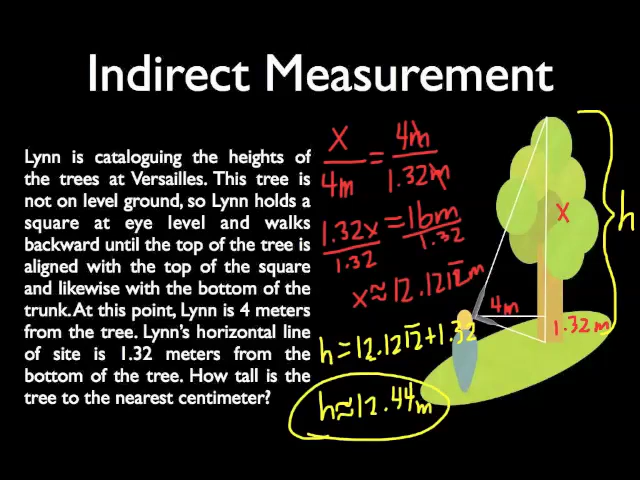 Indirect Measurement
Lynn is cataloguing the heights of
the trees at Versailles. This tree is
not on level ground, so Lynn holds a
square at eye level and walks
backward until the top of the tree is
aligned with the top of the square
and likewise with the bottom of the
trunk. At this point, Lynn is 4 meters
from the tree. Lynn's horizontal line
of site is 1.32 meters from the
bottom of the tree. How tall is the
tree to the nearest centimeter?
x/4m = 4m/1.32m
1.32x/1.32 = 16m/1.32
x ≈ 12.1212̅m
h = 12.1212̅ + 1.32
h ≈ 12.44m
x
h
4m
1.32m